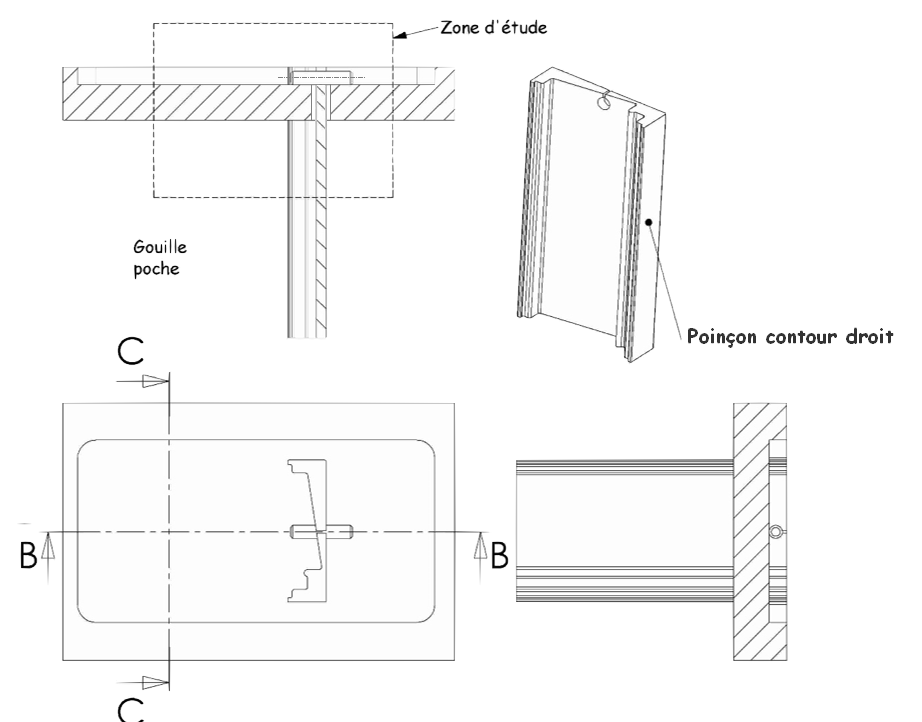 Zone d'étude
Gouille
poche
Poinçon contour droit
C
B
B
C